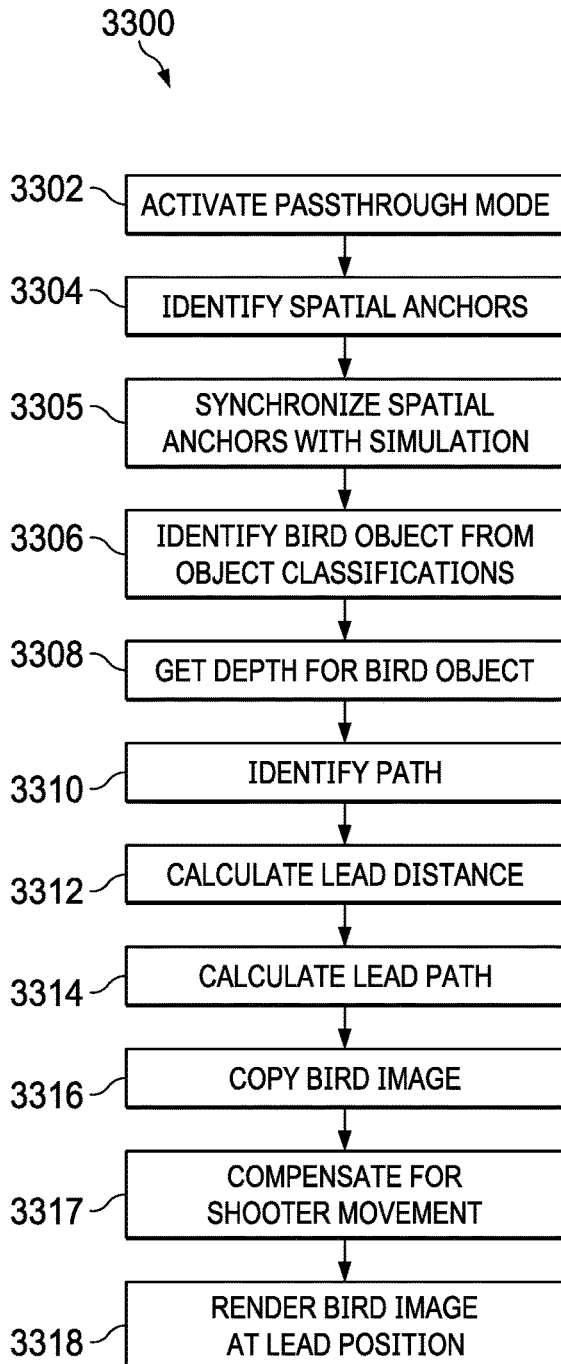 3300
3302
ACTIVATE PASSTHROUGH MODE
3304
IDENTIFY SPATIAL ANCHORS
3305
SYNCHRONIZE SPATIAL
ANCHORS WITH SIMULATION
3306
IDENTIFY BIRD OBJECT FROM
OBJECT CLASSIFICATIONS
3308
GET DEPTH FOR BIRD OBJECT
3310
IDENTIFY PATH
3312
CALCULATE LEAD DISTANCE
3314
CALCULATE LEAD PATH
3316
COPY BIRD IMAGE
3317
COMPENSATE FOR
SHOOTER MOVEMENT
3318
RENDER BIRD IMAGE
AT LEAD POSITION